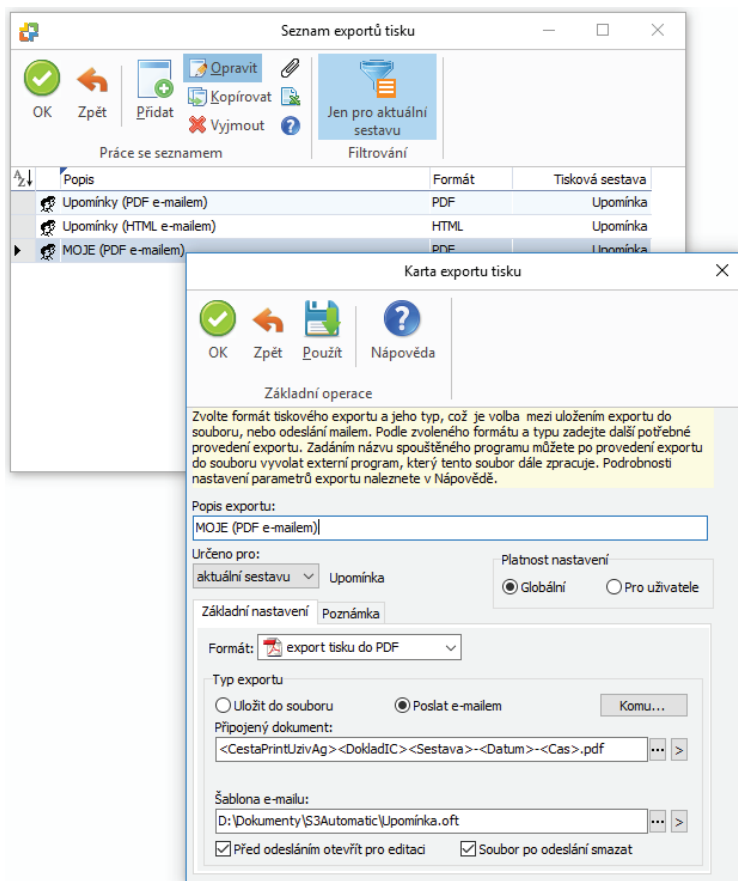 Seznam exportů tisku
OK
Zpět
Přidat
Opravit
Kopírovat
Vyjmout
Jen pro aktuální
sestavu
Práce se seznamem
Filtrování
Popis Formát Tisková sestava
Upomínky (PDF e-mailem) PDF Upomínka
Upomínky (HTML e-mailem) HTML Upomínka
MOJE (PDF e-mailem) PDF Upomínka
Karta exportu tisku
OK
Zpět
Použít
Nápověda
Základní operace
Zvolte formát tiskového exportu a jeho typ, což je volba mezi uložením exportu do
souboru, nebo odeslání mailem. Podle zvoleného formátu a typu zadejte další potřebné
provedení exportu. Zadáním názvu spouštěného programu můžete po provedení exportu
do souboru vyvolat externí program, který tento soubor dále zpracuje. Podrobnosti
nastavení parametrů exportu naleznete v Nápovědě.
Popis exportu:
MOJE (PDF e-mailem)
Určeno pro:
aktuální sestavu Upomínka
Platnost nastavení
Globální Pro uživatele
Základní nastavení Poznámka
Formát: export tisku do PDF
Typ exportu
Uložit do souboru Poslat e-mailem Komu...
Připojený dokument:
<CestaPrintUzivAg><DokladIC><Sestava>-<Datum>-<Cas>.pdf ... >
Šablona e-mailu:
D:\Dokumenty\S3Automatic\Upomínka.oft ... >
Před odesláním otevřít pro editaci Soubor po odeslání smazat